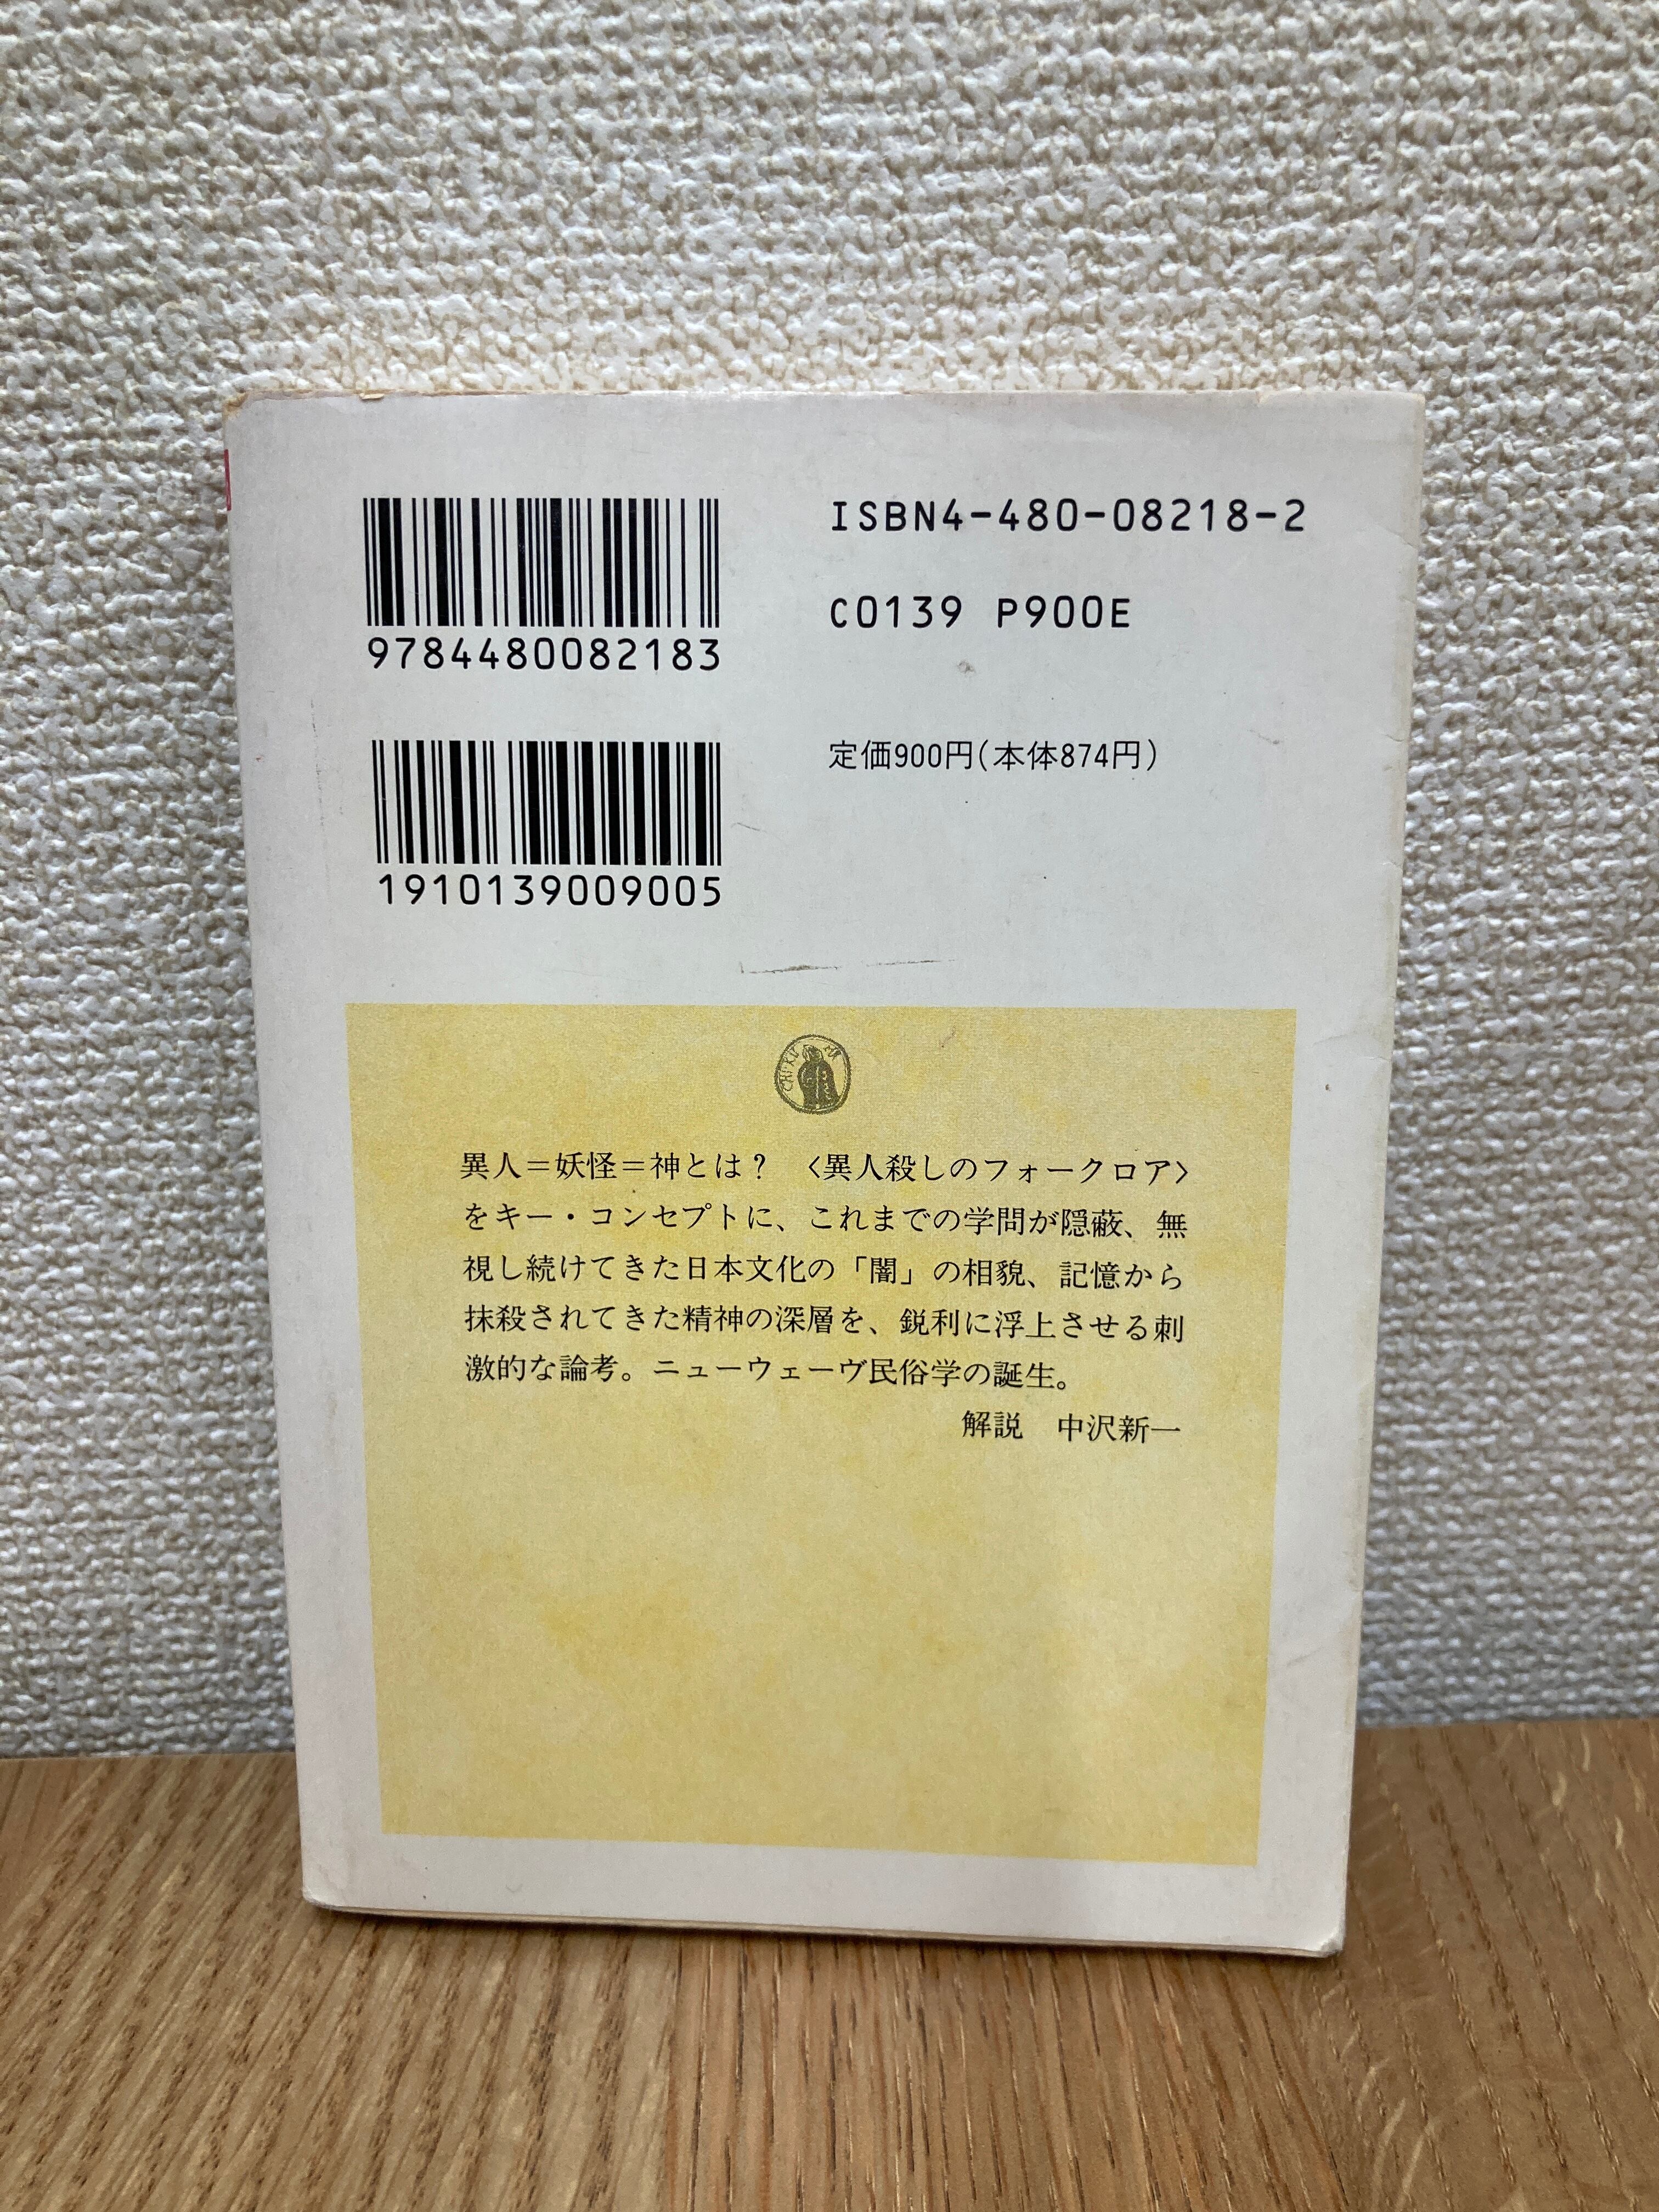 ISBN4-480-08218-2
C0139 P900E
9784480082183
定価900円(本体874円)
1910139009005
CHIKUMA
異人=妖怪=神とは? 〈異人殺しのフォークロア〉
をキー・コンセプトに、これまでの学問が隠蔽、無
視し続けてきた日本文化の「闇」の相貌、記憶から
抹殺されてきた精神の深層を、鋭利に浮上させる刺
激的な論考。ニューウェーヴ民俗学の誕生。
解説 中沢新一